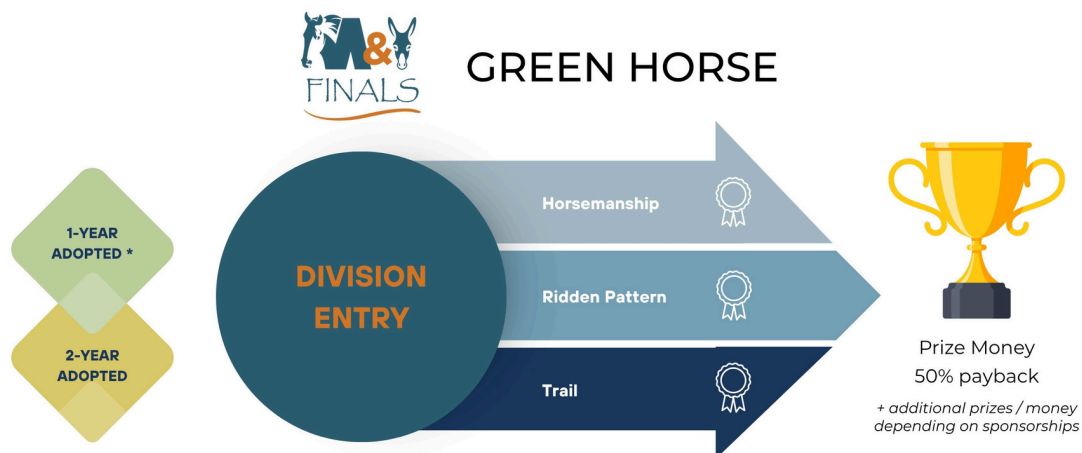 M&M
FINALS
GREEN HORSE
1-YEAR
ADOPTED *
2-YEAR
ADOPTED
DIVISION
ENTRY
Horsemanship
Ridden Pattern
Trail
Prize Money
50% payback
+ additional prizes / money
depending on sponsorships